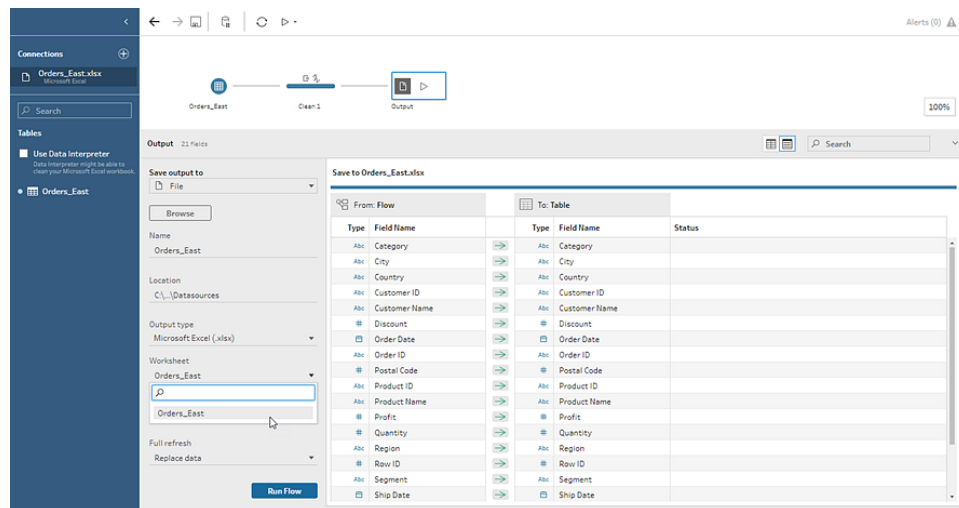 Alerts (0)
Connections
Orders_East.xlsx
Microsoft Excel
Search
Tables
Use Data Interpreter
Data Interpreter might be able to
clean your Microsoft Excel workbook.
Orders_East
Orders_East
Clean 1
Output
100%
Output 21 fields
Search
Save output to
File
Browse
Name
Orders_East
Location
C:\...\Datasources
Output type
Microsoft Excel (.xlsx)
Worksheet
Orders_East
Orders_East
Full refresh
Replace data
Run Flow
Save to Orders_East.xlsx
From: Flow To: Table
Type Field Name Type Field Name Status
Abc Category Abc Category
Abc City Abc City
Abc Country Abc Country
Abc Customer ID Abc Customer ID
Abc Customer Name Abc Customer Name
# Discount # Discount
Order Date Order Date
Abc Order ID Abc Order ID
# Postal Code # Postal Code
Abc Product ID Abc Product ID
Abc Product Name Abc Product Name
# Profit # Profit
# Quantity # Quantity
Abc Region Abc Region
# Row ID # Row ID
Abc Segment Abc Segment
Ship Date Ship Date